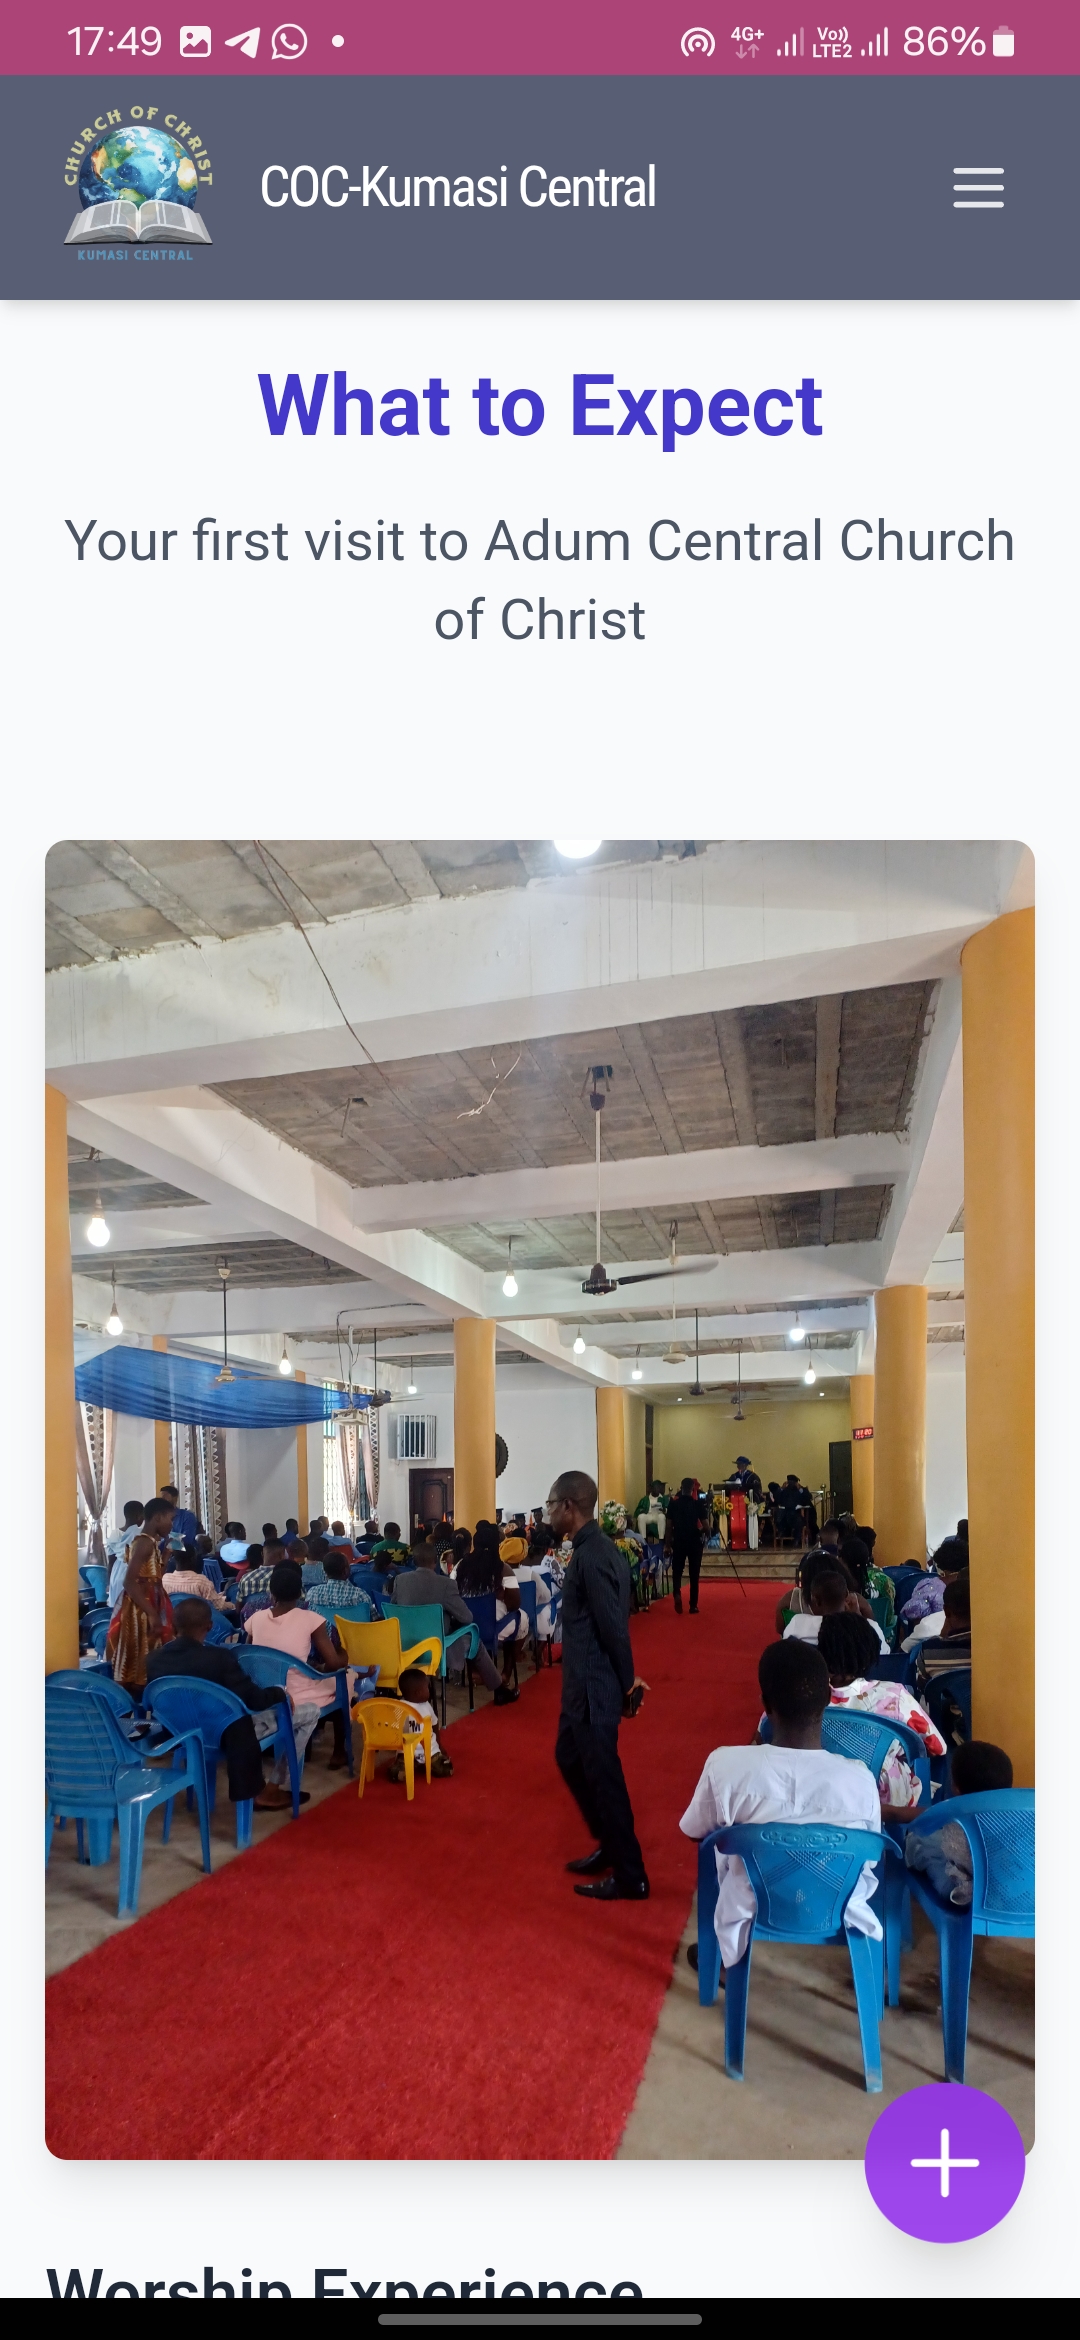 17:49
4G+
Vo))
LTE2
86%
CHURCH OF CHRIST
KUMASI CENTRAL
COC-Kumasi Central
What to Expect
Your first visit to Adum Central Church
of Christ
Worship Experience